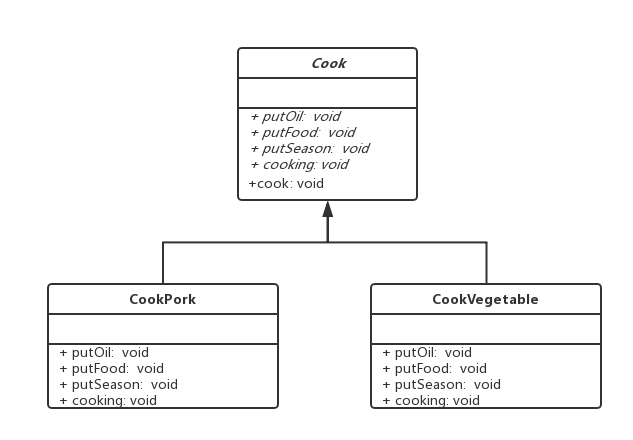 Cook
+ putOil: void
+ putFood: void
+ putSeason: void
+ cooking: void
+cook: void
CookPork
+ putOil: void
+ putFood: void
+ putSeason: void
+ cooking: void
CookVegetable
+ putOil: void
+ putFood: void
+ putSeason: void
+ cooking: void